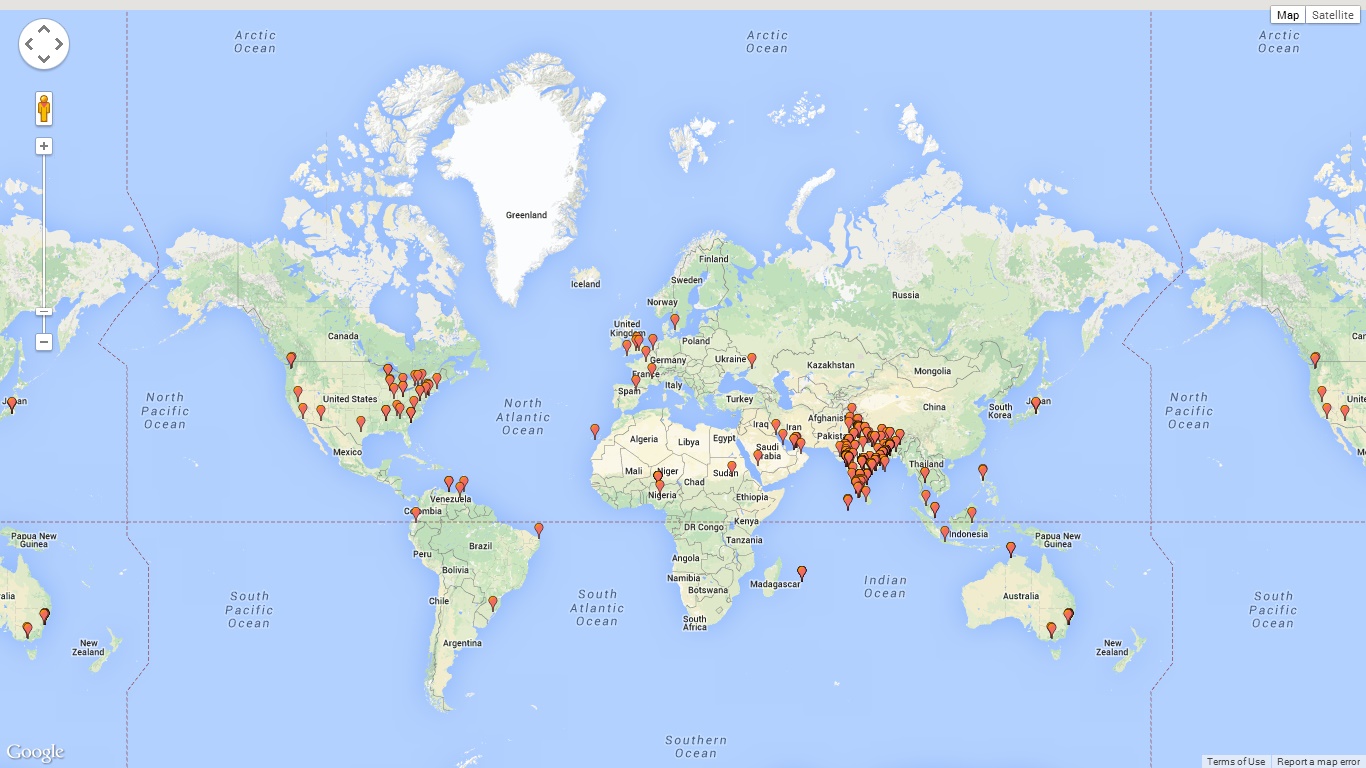 Map
Satellite
Arctic
Ocean
Arctic
Ocean
Arctic
Ocean
Greenland
Finland
Iceland
Sweden
Russia
Norway
United
Kingdom
Canada
Poland
Ukraine
Germany
Kazakhstan
Mongolia
France
Italy
Spain
Turkey
United States
North
Pacific
Ocean
North
Atlantic
Ocean
China
South
Korea
Japan
Japan
North
Pacific
Ocean
Iraq
Iran
Algeria
Libya
Egypt
Saudi
Arabia
Mexico
Mali
Niger
Chad
Sudan
Thailand
Venezuela
Nigeria
Ethiopia
Colombia
DR Congo
Kenya
Tanzania
Indonesia
Papua New
Guinea
Papua New
Guinea
Peru
Brazil
Angola
Bolivia
Namibia
Botswana
Madagascar
Indian
Ocean
Australia
South
Pacific
Ocean
Chile
South
Atlantic
Ocean
South
Africa
South
Pacific
Ocean
Argentina
New
Zealand
New
Zealand
Southern
Ocean
Google
Terms of Use
Report a map error